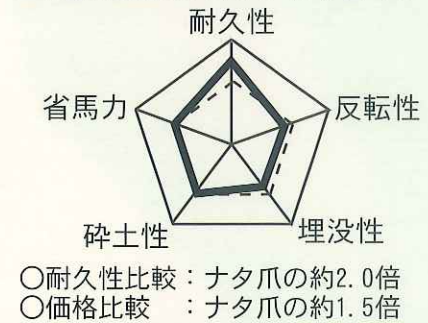 耐久性
省馬力
反転性
砕土性
埋没性
○耐久性比較：ナタ爪の約2.0倍
○価格比較　：ナタ爪の約1.5倍